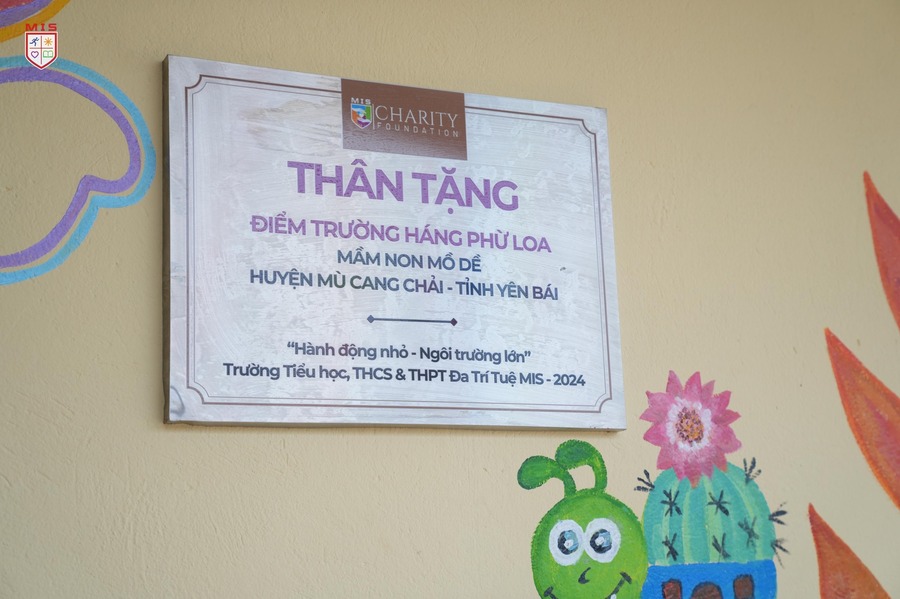 MIS
MIS
CHARITY
FOUNDATION
THÂN TẶNG
ĐIỂM TRƯỜNG HÁNG PHỪ LOA
MẦM NON MỒ DỀ
HUYỆN MÙ CANG CHẢI - TỈNH YÊN BÁI
“Hành động nhỏ - Ngôi trường lớn”
Trường Tiểu học, THCS & THPT Đa Trí Tuệ MIS - 2024